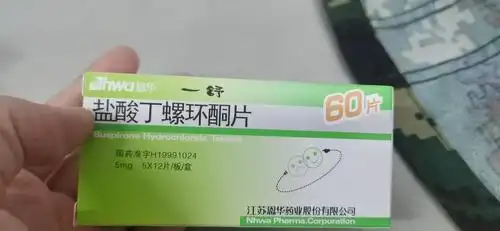 nhwa 恩华
一舒
盐酸丁螺环酮片
60片
Buspirone Hydrochloride Tablets
国药准字H19991024
5mg 5X12片/板/盒
江苏恩华药业股份有限公司
Nhwa Pharma.Corporation